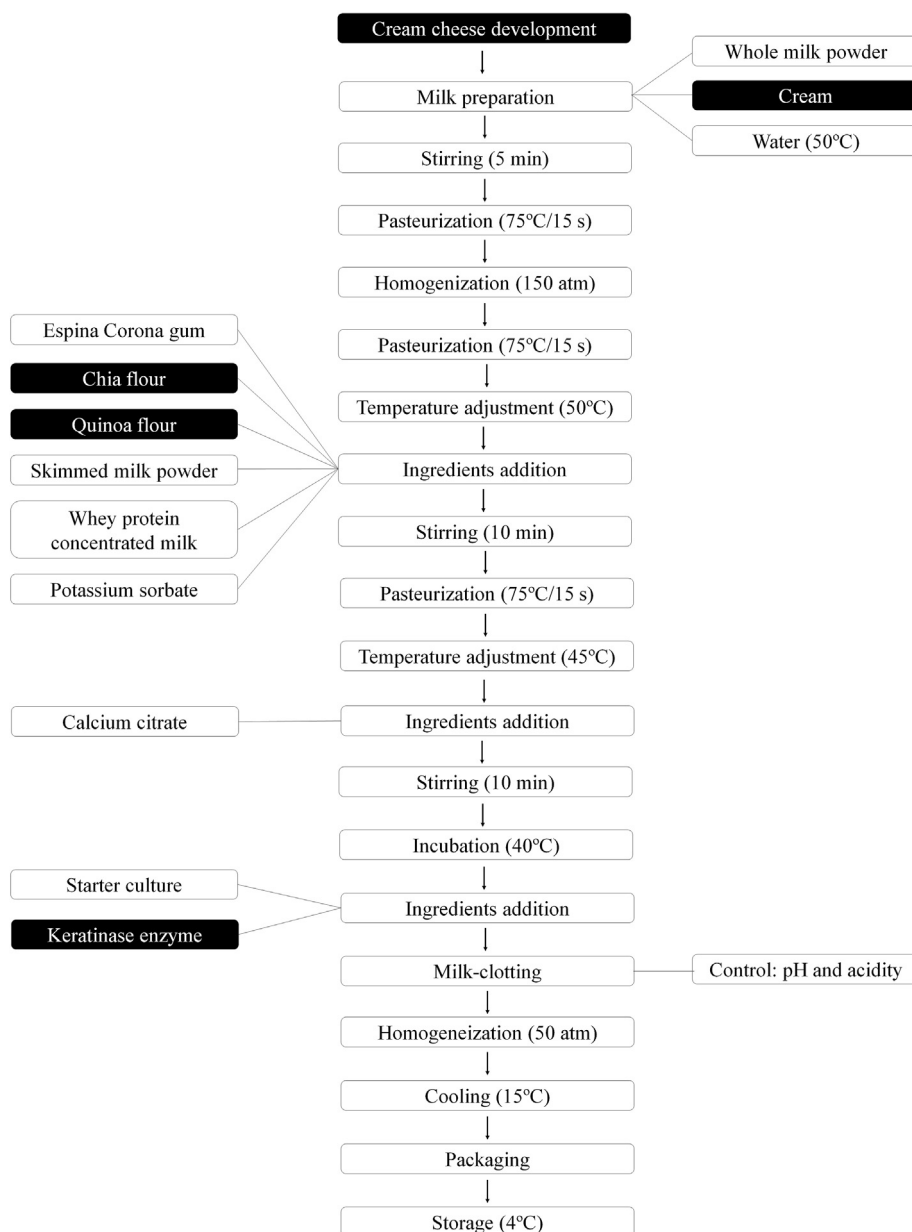 Cream cheese development
Whole milk powder
Milk preparation
Cream
Water (50ºC)
Stirring (5 min)
Pasteurization (75ºC/15 s)
Homogenization (150 atm)
Espina Corona gum
Pasteurization (75ºC/15 s)
Chia flour
Temperature adjustment (50ºC)
Quinoa flour
Skimmed milk powder
Ingredients addition
Whey protein
concentrated milk
Stirring (10 min)
Potassium sorbate
Pasteurization (75ºC/15 s)
Temperature adjustment (45ºC)
Calcium citrate
Ingredients addition
Stirring (10 min)
Incubation (40ºC)
Starter culture
Ingredients addition
Keratinase enzyme
Milk-clotting
Control: pH and acidity
Homogeneization (50 atm)
Cooling (15ºC)
Packaging
Storage (4ºC)